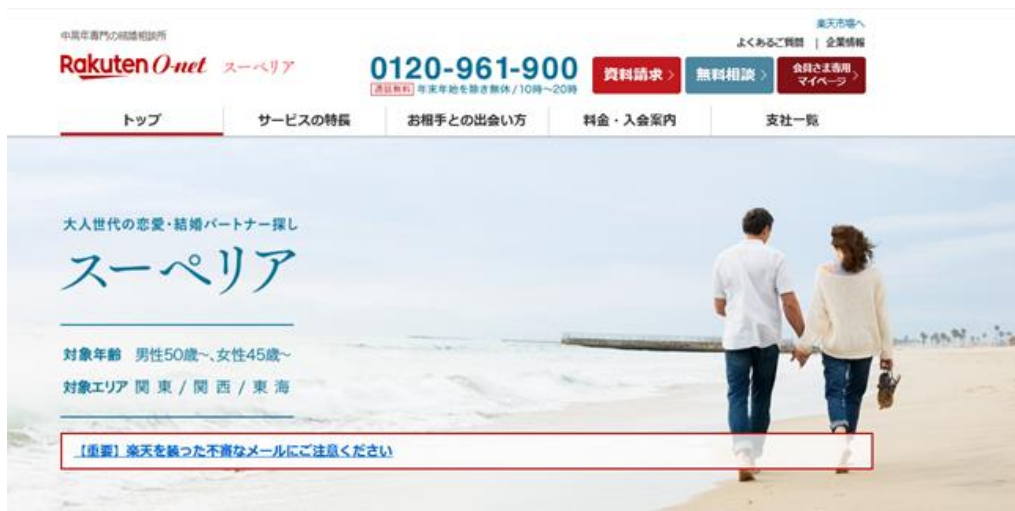 楽天市場へ
中高年専門の結婚相談所
よくあるご質問 | 企業情報
Rakuten O-net スーペリア
0120-961-900
通話無料 年末年始を除き無休/10時~20時
資料請求 >
無料相談 >
会員さま専用
マイページ >
トップ サービスの特長 お相手との出会い方 料金・入会案内 支社一覧
大人世代の恋愛・結婚パートナー探し
スーペリア
対象年齢 男性50歳~、女性45歳~
対象エリア 関東/関西/東海
【重要】楽天を装った不審なメールにご注意ください